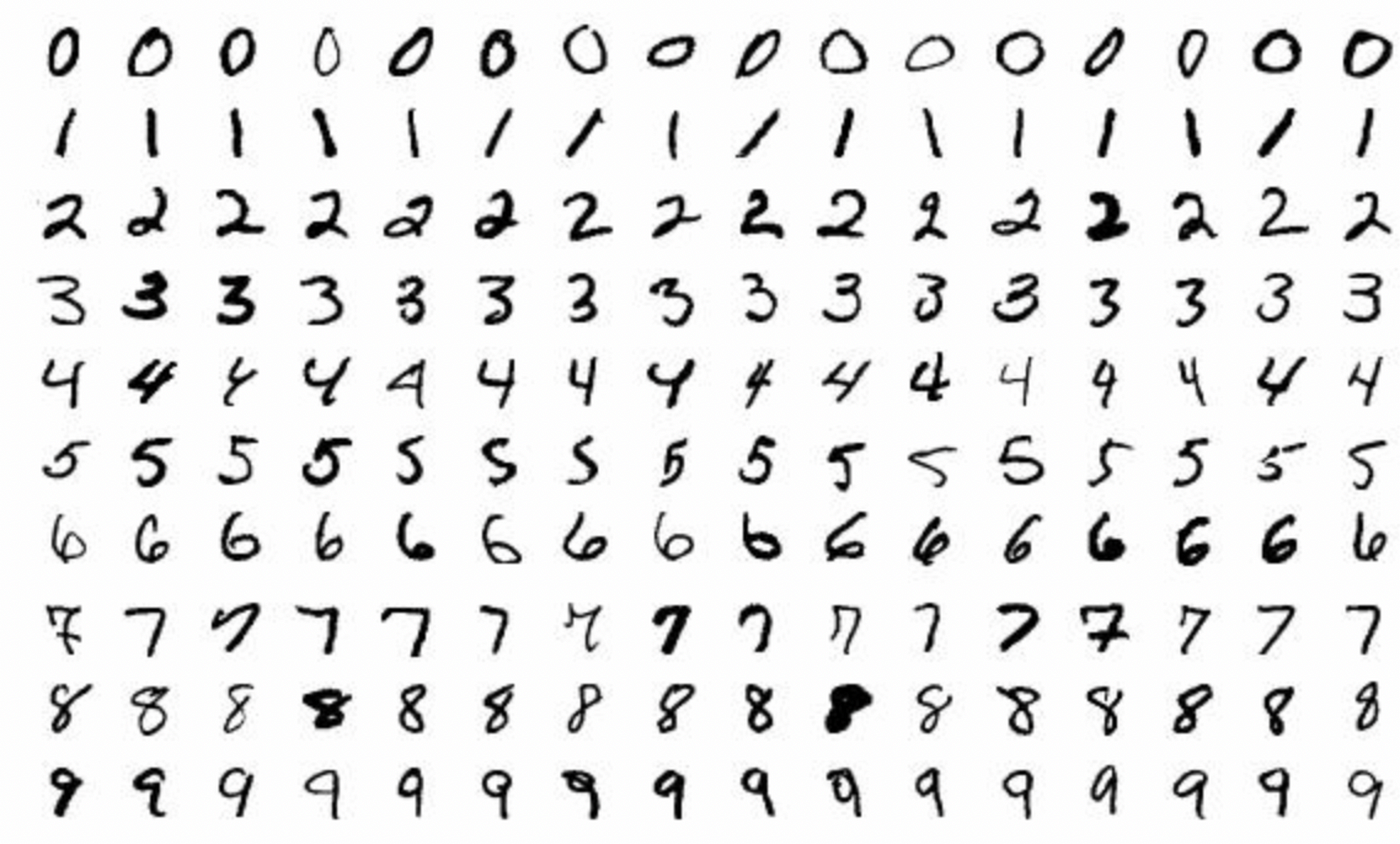 0 0 0 0 0 0 0 0 0 0 0 0 0 0 0 0
1 1 1 1 1 1 1 1 1 1 1 1 1 1 1 1
2 2 2 2 2 2 2 2 2 2 2 2 2 2 2 2
3 3 3 3 3 3 3 3 3 3 3 3 3 3 3 3
4 4 4 4 4 4 4 4 4 4 4 4 4 4 4 4
5 5 5 5 5 5 5 5 5 5 5 5 5 5 5 5
6 6 6 6 6 6 6 6 6 6 6 6 6 6 6 6
7 7 7 7 7 7 7 7 7 7 7 7 7 7 7 7
8 8 8 8 8 8 8 8 8 8 8 8 8 8 8 8
9 9 9 9 9 9 9 9 9 9 9 9 9 9 9 9